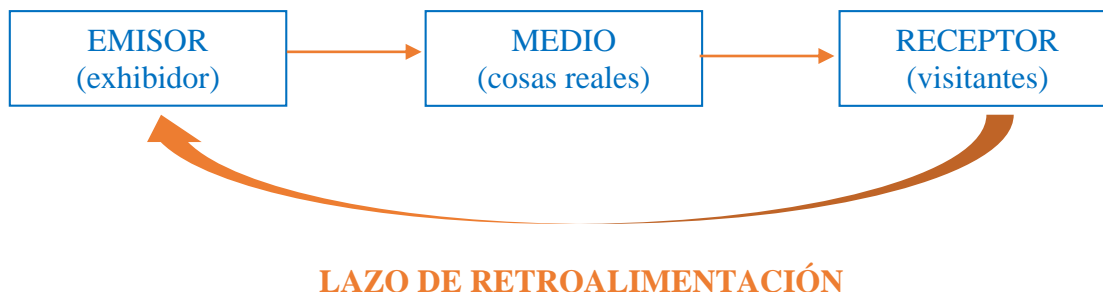 EMISOR
(exhibidor)
MEDIO
(cosas reales)
RECEPTOR
(visitantes)
LAZO DE RETROALIMENTACIÓN